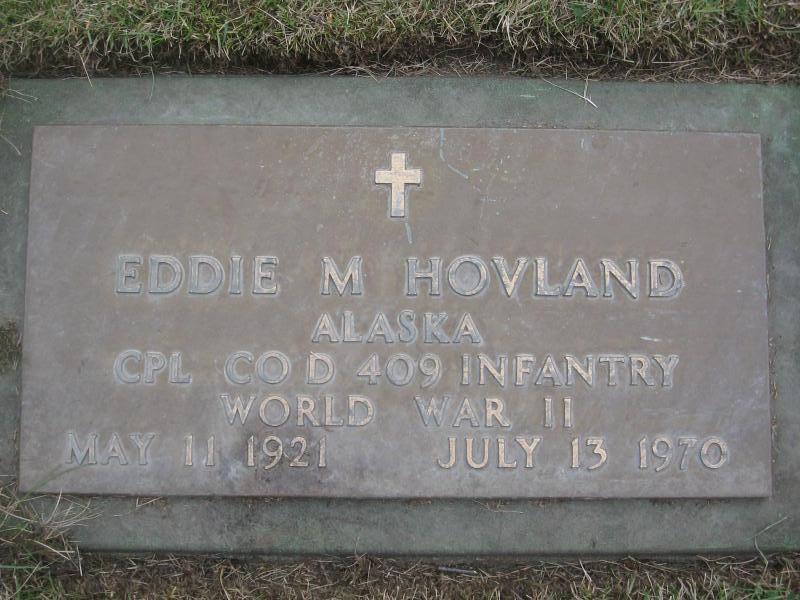 EDDIE M HOVLAND
ALASKA
CPL CO D 409 INFANTRY
WORLD WAR II
MAY 11 1921 JULY 13 1970